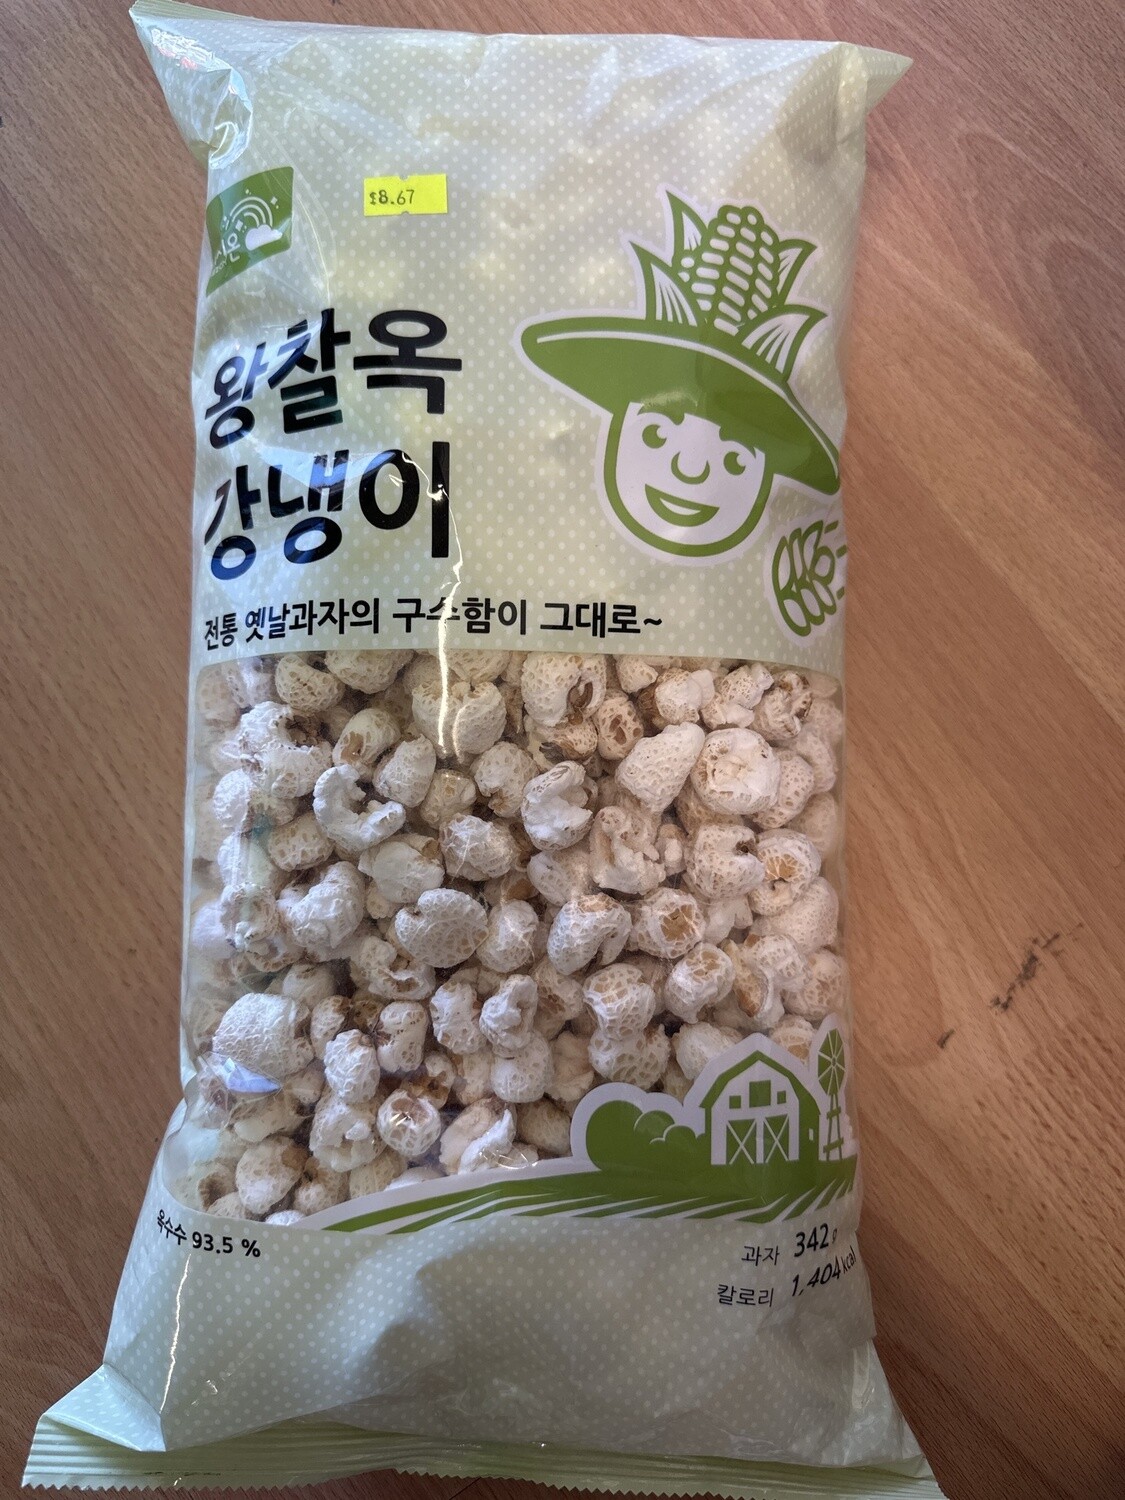 $8.67
왕찰옥
강냉이
전통 옛날과자의 구수함이 그대로~
옥수수 93.5 %
과자 342g
칼로리 1,404kcal